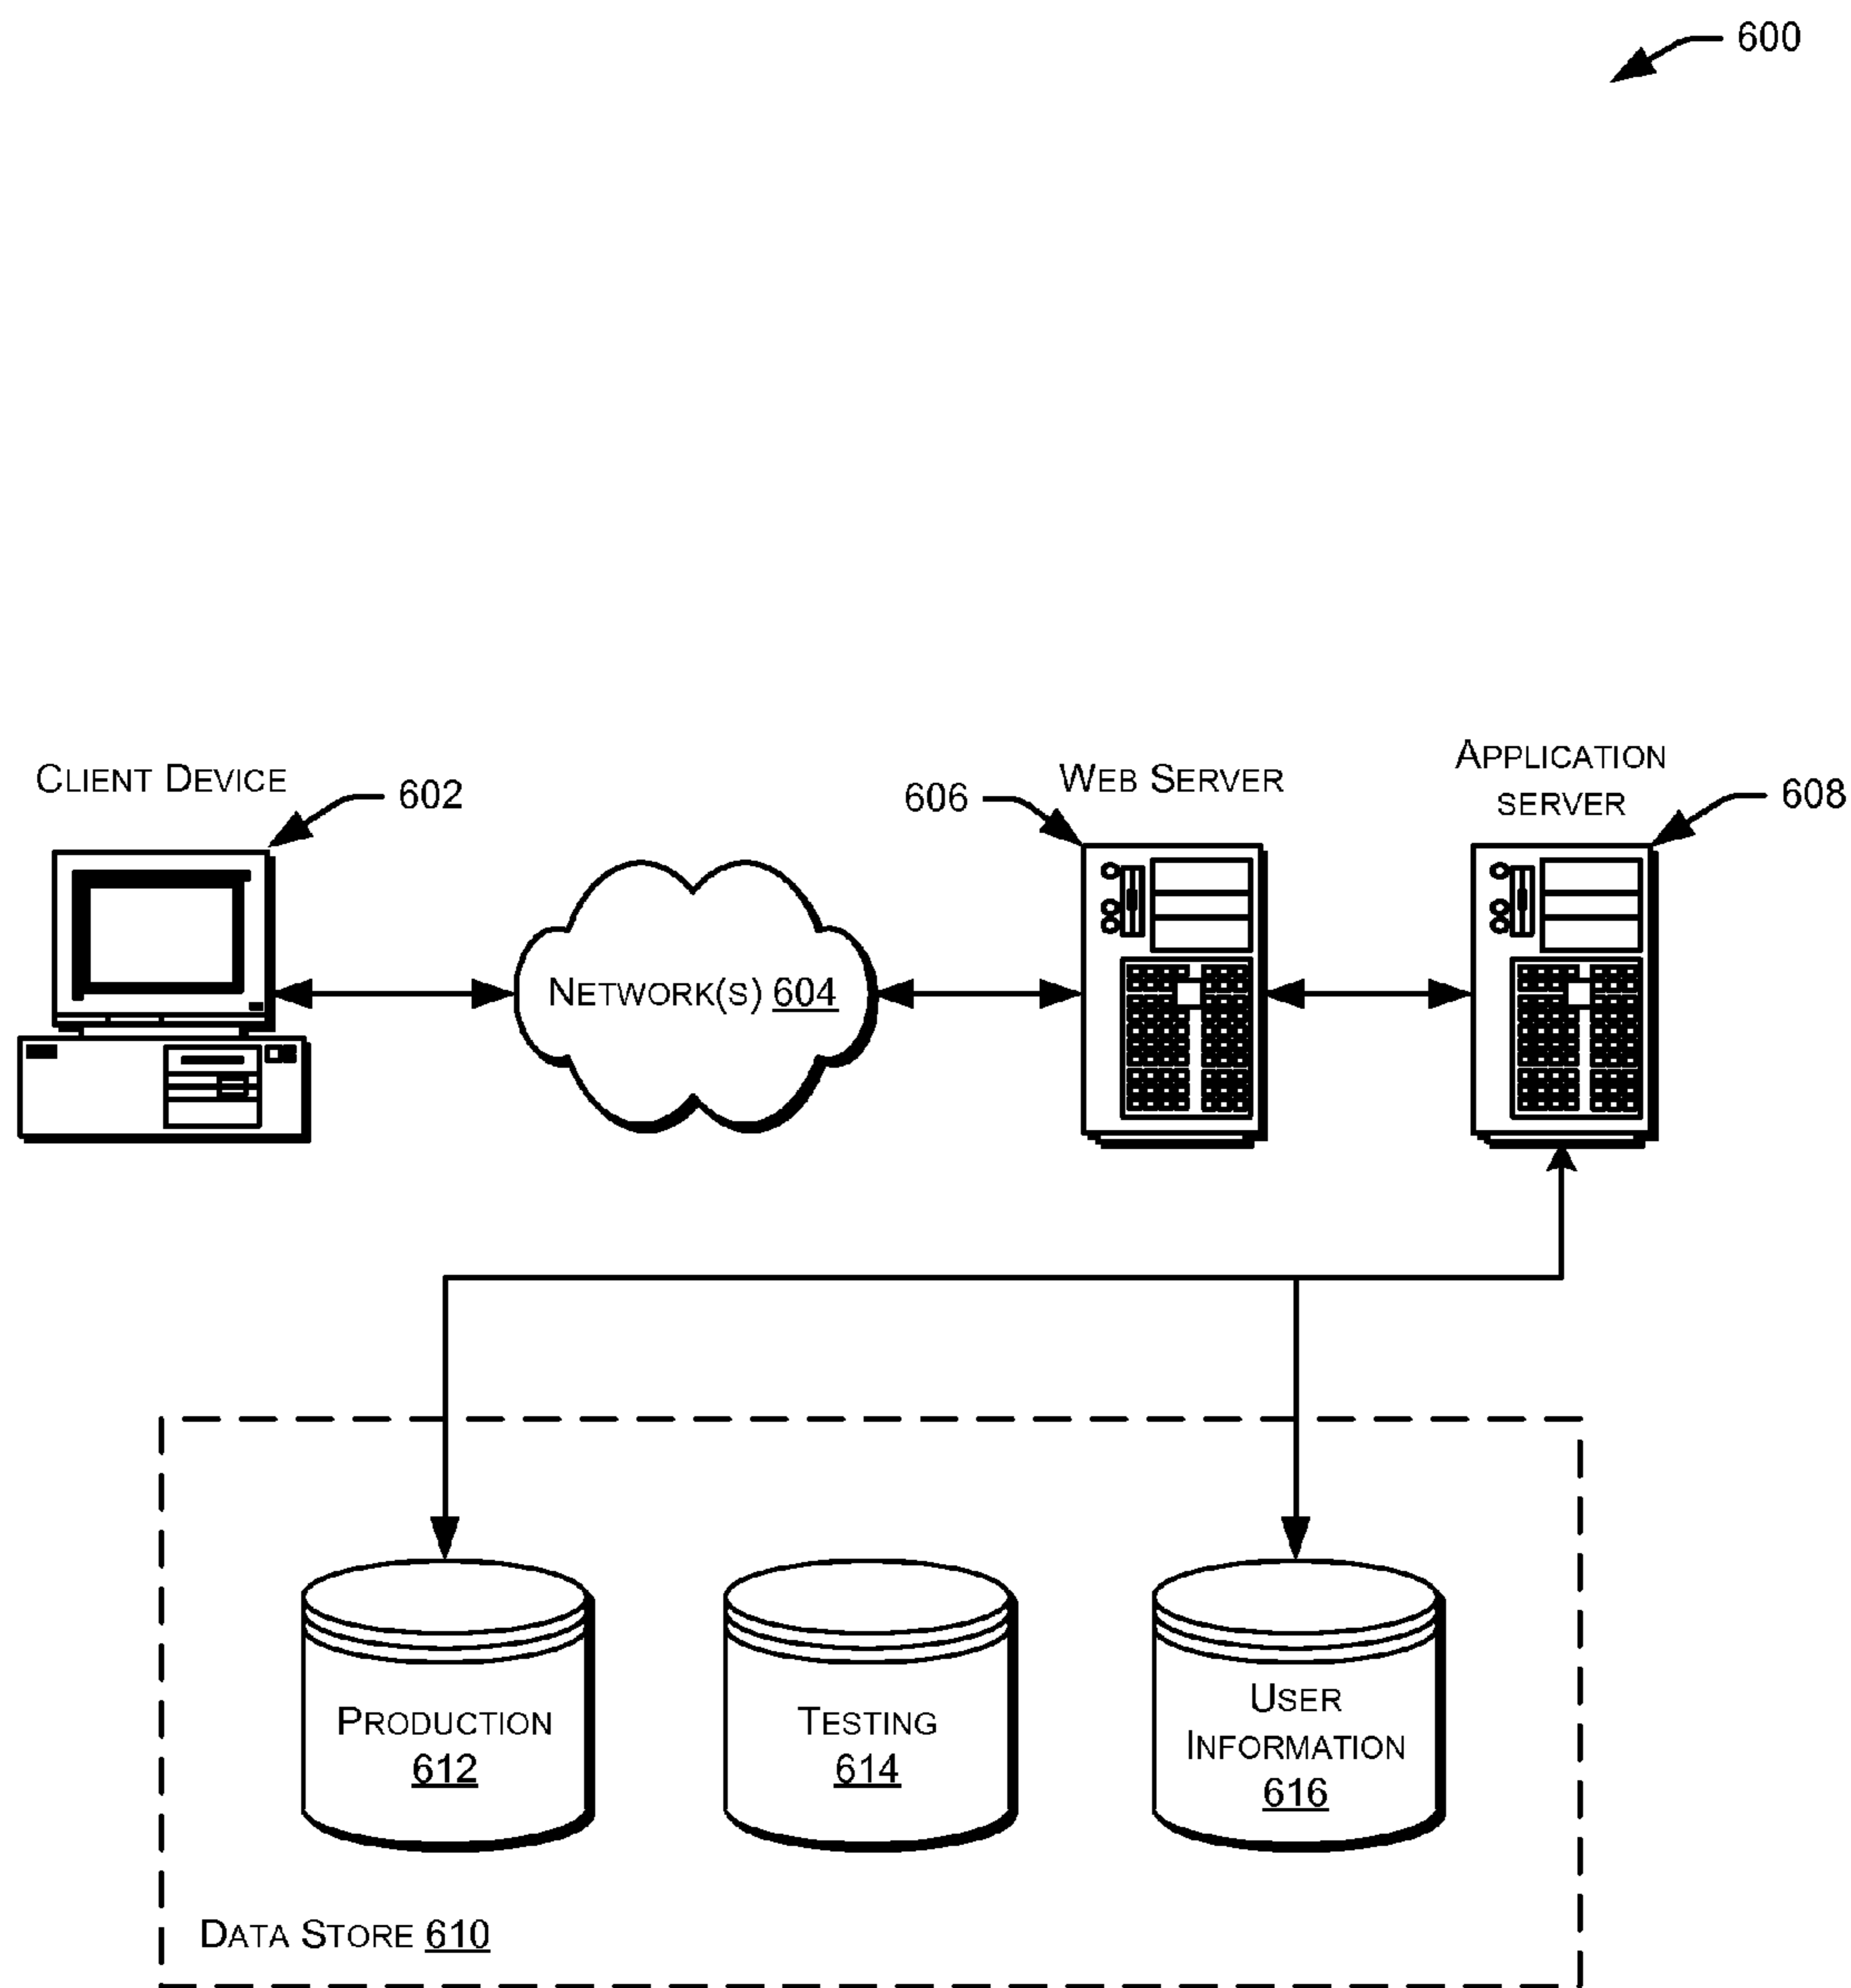 600
CLIENT DEVICE
602
606
WEB SERVER
APPLICATION
SERVER
608
NETWORK(S) 604
PRODUCTION
612
TESTING
614
USER
INFORMATION
616
DATA STORE 610